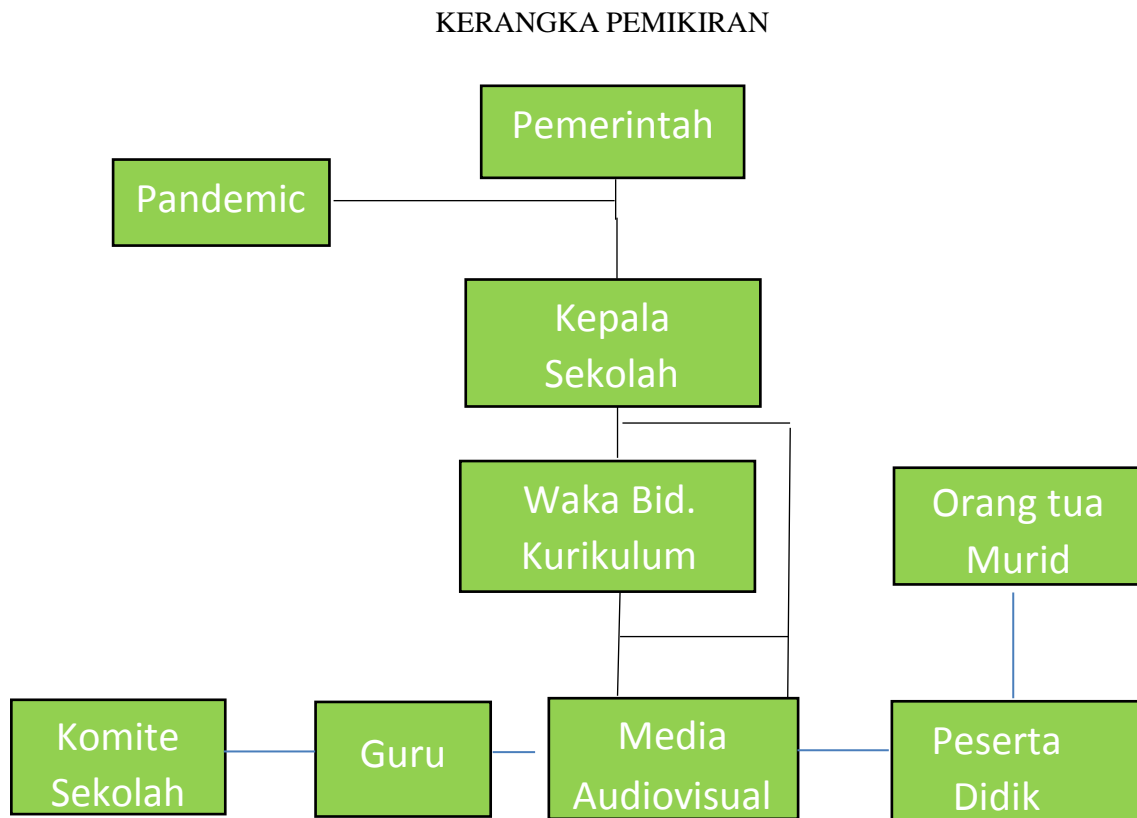 KERANGKA PEMIKIRAN
Pemerintah
Pandemic
Kepala
Sekolah
Waka Bid.
Kurikulum
Orang tua
Murid
Komite
Sekolah
Guru
Media
Audiovisual
Peserta
Didik